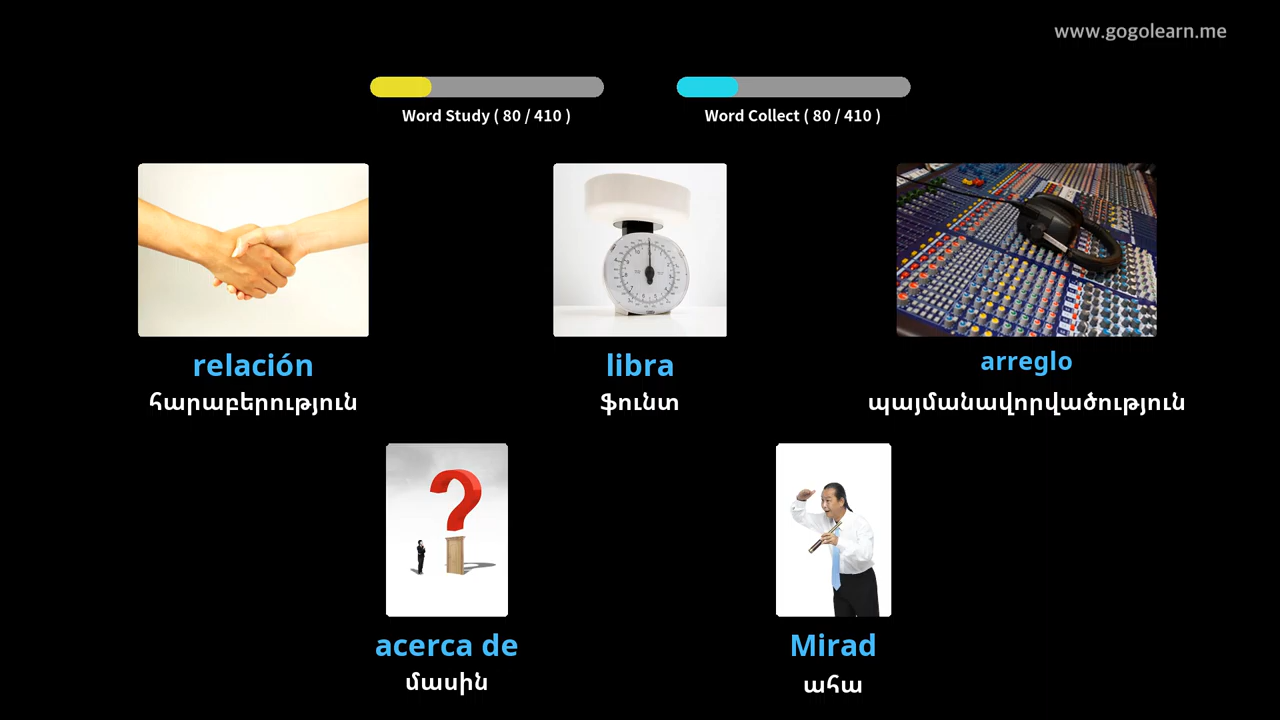 www.gogolearn.me
Word Study ( 80 / 410 )
Word Collect ( 80 / 410 )
relación
հարաբերություն
libra
ֆունտ
arreglo
պայմանավորվածություն
acerca de
մասին
Mirad
ահա